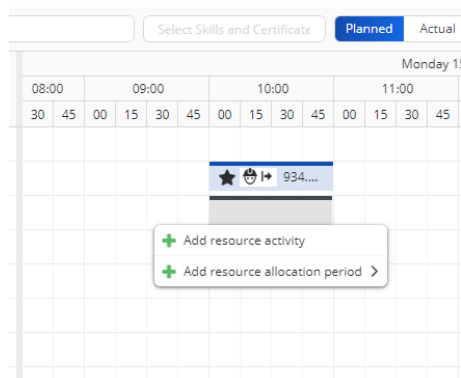 Select Skills and Certificate Planned Actual
Monday 15
08:00 09:00 10:00 11:00
30 45 00 15 30 45 00 15 30 45 00 15 30 45
934....
Add resource activity
Add resource allocation period